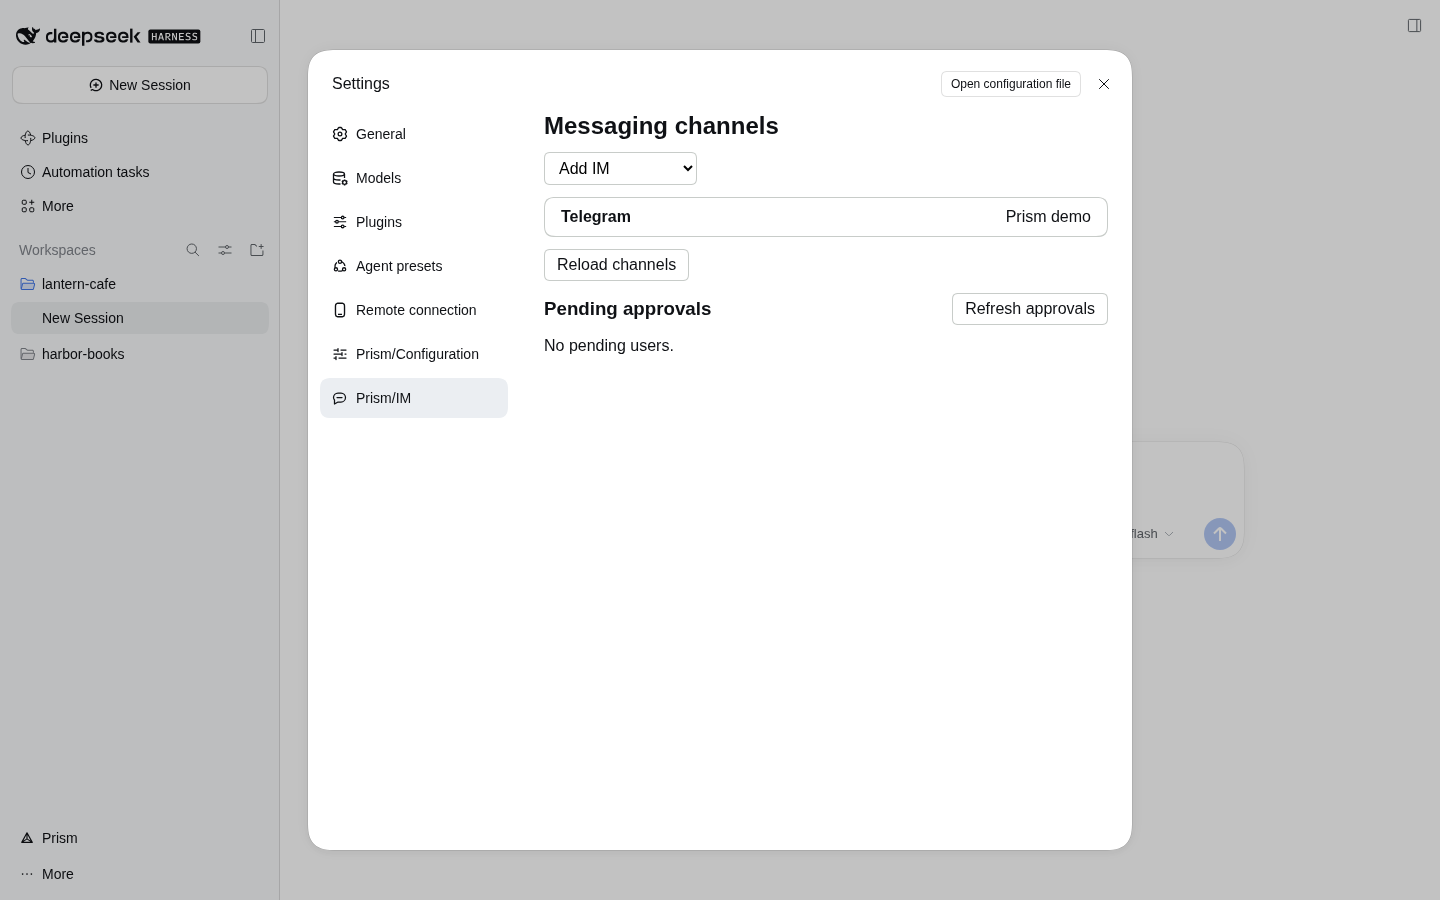 deepseek HARNESS
New Session
Plugins
Automation tasks
More
Workspaces
lantern-cafe
New Session
harbor-books
Prism
More
Settings
Open configuration file
General
Models
Plugins
Agent presets
Remote connection
Prism/Configuration
Prism/IM
Messaging channels
Add IM
Telegram
Prism demo
Reload channels
Pending approvals
Refresh approvals
No pending users.
flash